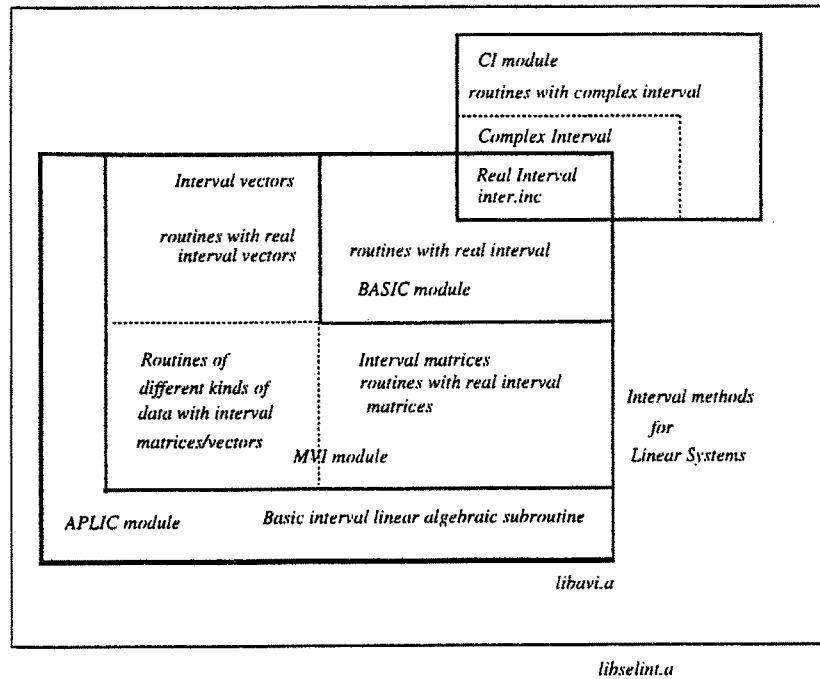 CI module
routines with complex interval
Complex Interval
Real Interval
inter.inc
Interval vectors
routines with real
interval vectors
routines with real interval
BASIC module
Routines of
different kinds of
data with interval
matrices/vectors
Interval matrices
routines with real interval
matrices
MVI module
Interval methods
for
Linear Systems
APLIC module
Basic interval linear algebraic subroutine
libavi.a
libselint.a